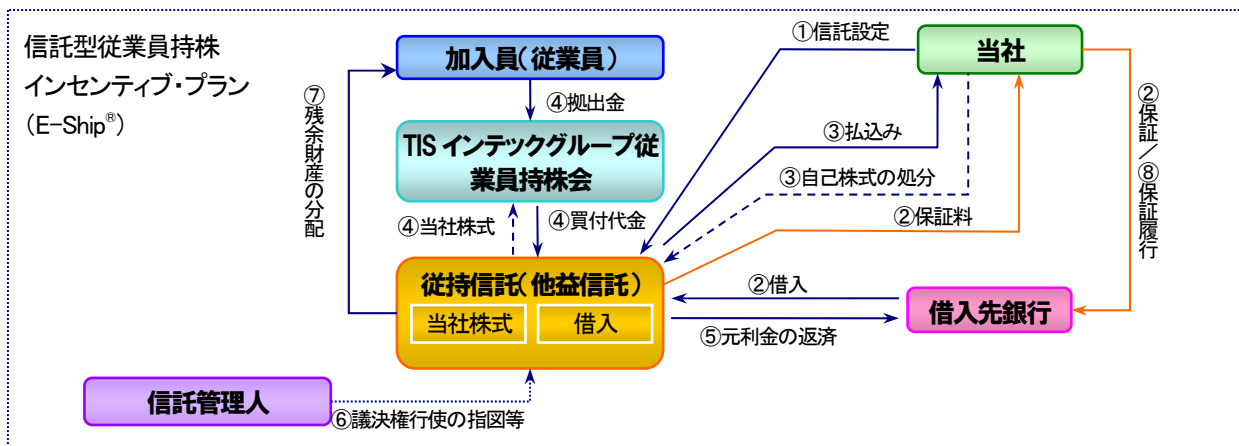 信託型従業員持株
インセンティブ・プラン
(E-Ship®)
加入員(従業員)
①信託設定
当社
④拠出金
⑦残余財産の分配
TIS インテックグループ従
業員持株会
③払込み
③自己株式の処分
②保証/⑧保証履行
④当社株式
④買付代金
②保証料
従持信託(他益信託)
当社株式
借入
②借入
⑤元利金の返済
借入先銀行
信託管理人
⑥議決権行使の指図等